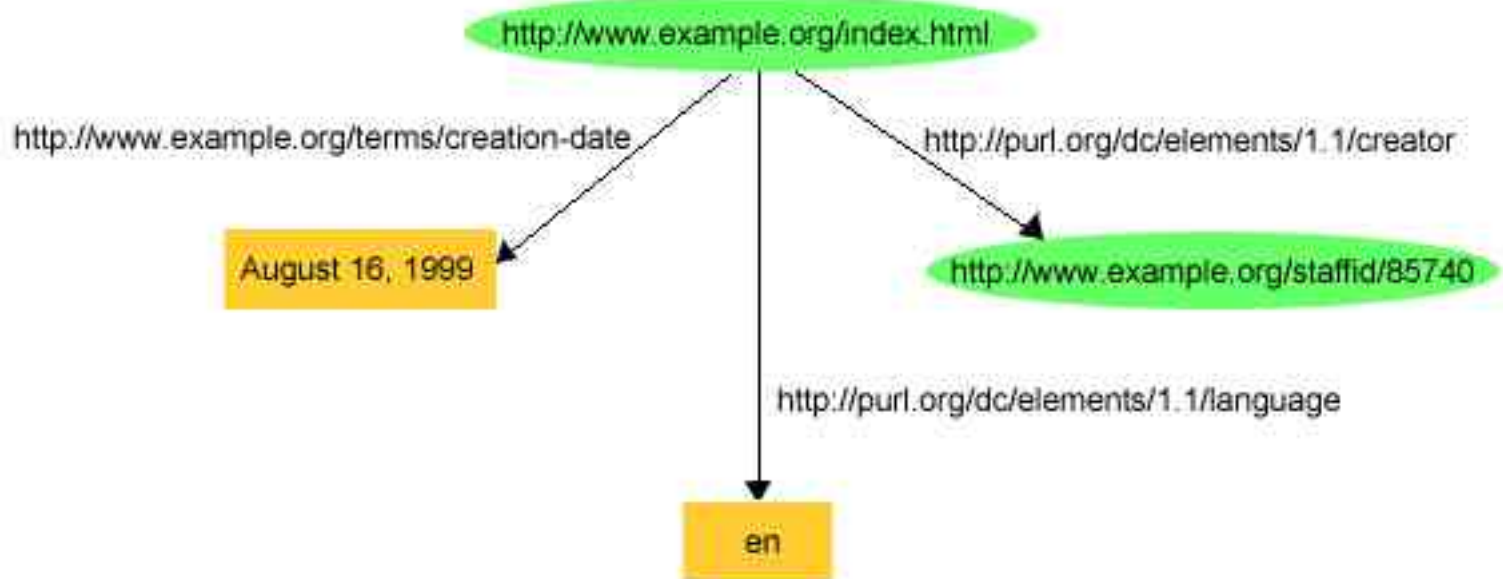 http://www.example.org/index.html
http://www.example.org/terms/creation-date
http://purl.org/dc/elements/1.1/creator
August 16, 1999
http://www.example.org/staffid/85740
http://purl.org/dc/elements/1.1/language
en